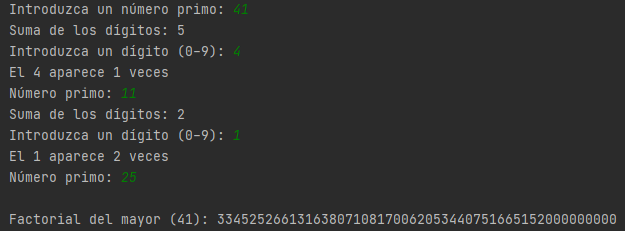 Introduzca un número primo: 41
Suma de los dígitos: 5
Introduzca un dígito (0-9): 4
El 4 aparece 1 veces
Número primo: 11
Suma de los dígitos: 2
Introduzca un dígito (0-9): 1
El 1 aparece 2 veces
Número primo: 25
Factorial del mayor (41): 33452526613163807108170062053440751665152000000000